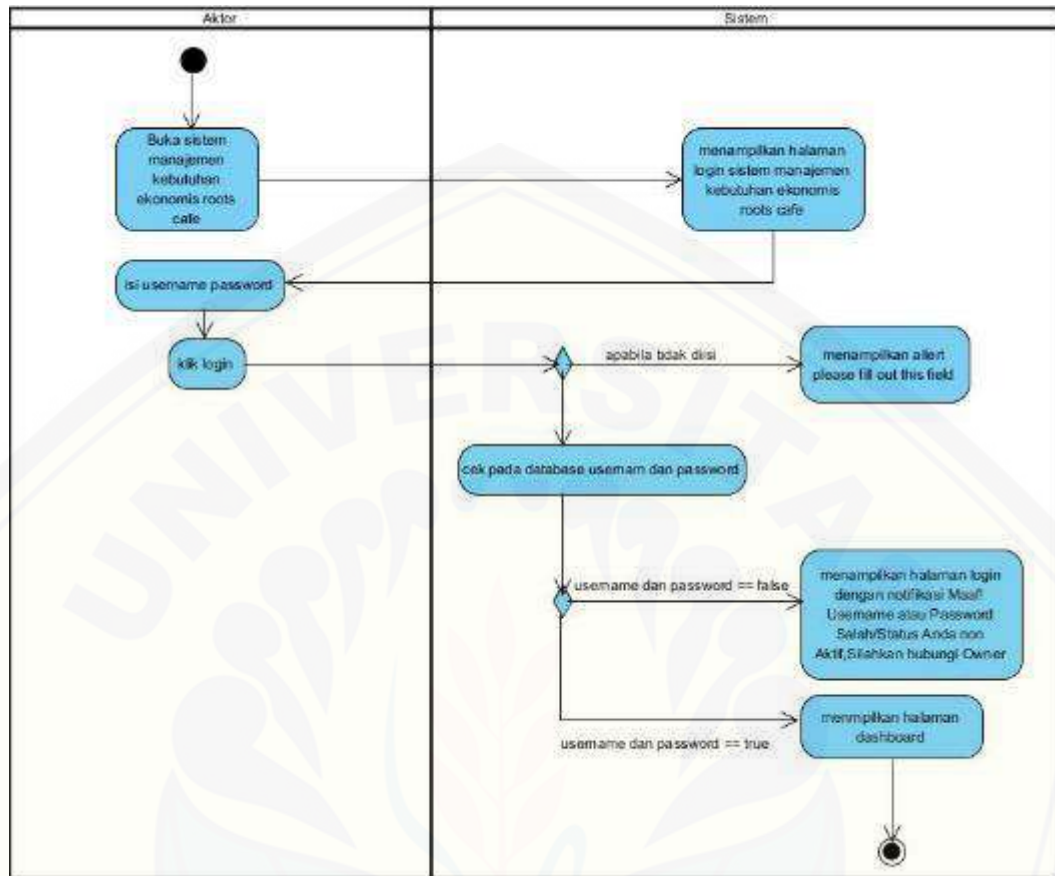 Aktor
Sistem
Buka sistem
manajemen
kebutuhan
ekonomis roots
cafe
menampilkan halaman
login sistem manajemen
kebutuhan ekonomis
roots cafe
isi username password
klik login
apabila tidak diisi
menampilkan allert
please fill out this field
cek pada database usernam dan password
username dan password == false
menampilkan halaman login
dengan notifikasi Maaf!
Username atau Password
Salah/Status Anda non
Aktif,Silahkan hubungi Owner
username dan password == true
menmpilkan halaman
dashboard
UNIVERSITA